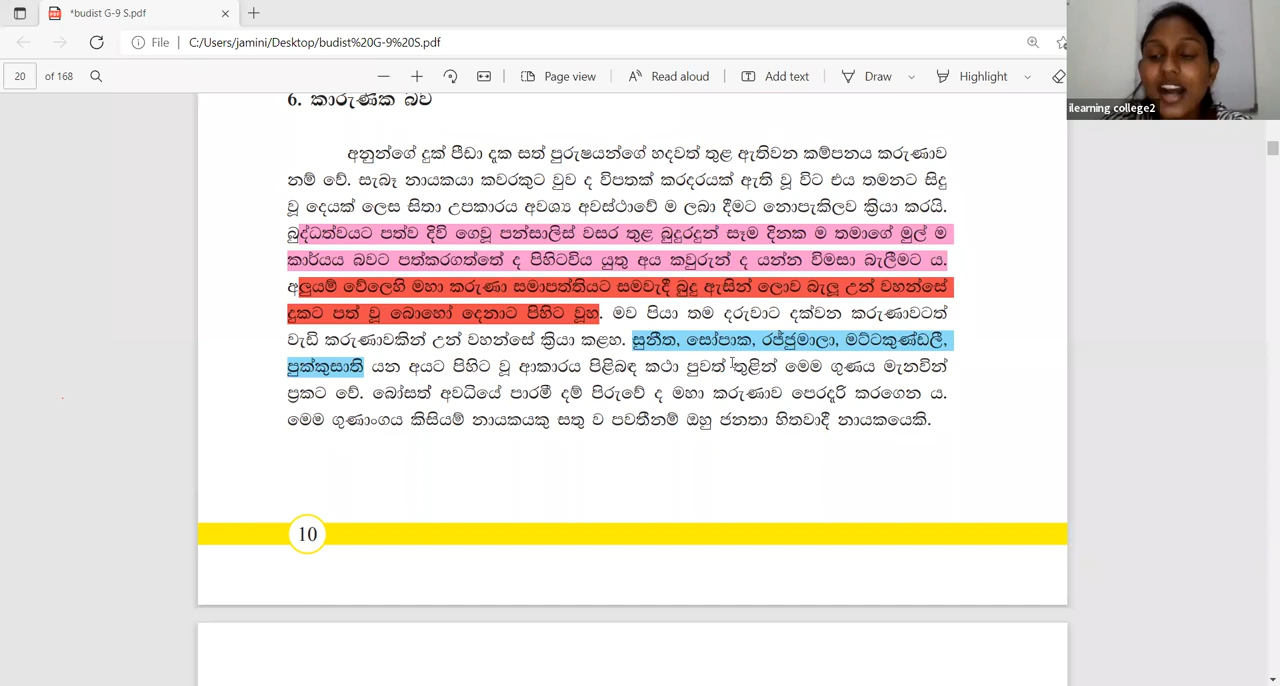 *budist G-9 S.pdf
File C:/Users/jamini/Desktop/budist%20G-9%20S.pdf
20 of 168 Page view Read aloud Add text Draw Highlight
ilearning college2
6. කාරුණික බව
අනුන්ගේ දුක් පීඩා දැක සත් පුරුෂයන්ගේ හදවත් තුළ ඇතිවන කම්පනය කරුණාව
නම් වේ. සැබෑ නායකයා කවරකුට වුව ද විපතක් කරදරයක් ඇති වූ විට එය තමනට සිදු
වූ දෙයක් ලෙස සිතා උපකාරය අවශ්‍ය අවස්ථාවේ ම ලබා දීමට නොපැකිලව ක්‍රියා කරයි.
බුද්ධත්වයට පත්ව දිවි ගෙවූ පන්සාලිස් වසර තුළ බුදුරදුන් සෑම දිනක ම තමාගේ මුල් ම
කාර්යය බවට පත්කරගත්තේ ද පිහිටවිය යුතු අය කවුරුන් ද යන්න විමසා බැලීමට ය.
අලුයම් වේලෙහි මහා කරුණා සමාපත්තියට සමවැදී බුදු ඇසින් ලොව බැලූ උන් වහන්සේ
දුකට පත් වූ බොහෝ දෙනාට පිහිට වූහ. මව පියා තම දරුවාට දක්වන කරුණාවටත්
වැඩි කරුණාවකින් උන් වහන්සේ ක්‍රියා කළහ. සුනීත, සෝපාක, රජ්ජුමාලා, මට්ටකුණ්ඩලී,
පුක්කුසාති යන අයට පිහිට වූ ආකාරය පිළිබඳ කථා පුවත් තුළින් මෙම ගුණය මැනවින්
ප්‍රකට වේ. බෝසත් අවධියේ පාරමී දම් පිරුවේ ද මහා කරුණාව පෙරදැරි කරගෙන ය.
මෙම ගුණාංගය කිසියම් නායකයකු සතු ව පවතීනම් ඔහු ජනතා හිතවාදී නායකයෙකි.
10